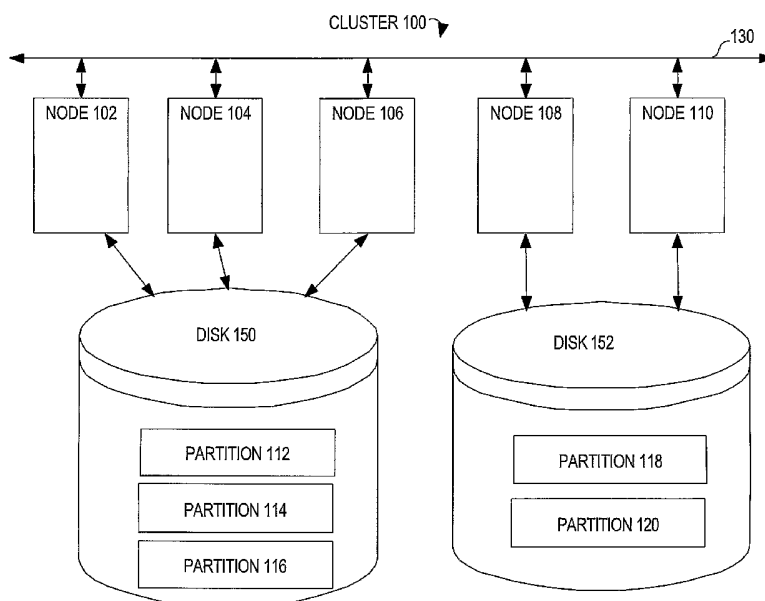 CLUSTER 100
130
NODE 102
NODE 104
NODE 106
NODE 108
NODE 110
DISK 150
DISK 152
PARTITION 112
PARTITION 114
PARTITION 116
PARTITION 118
PARTITION 120